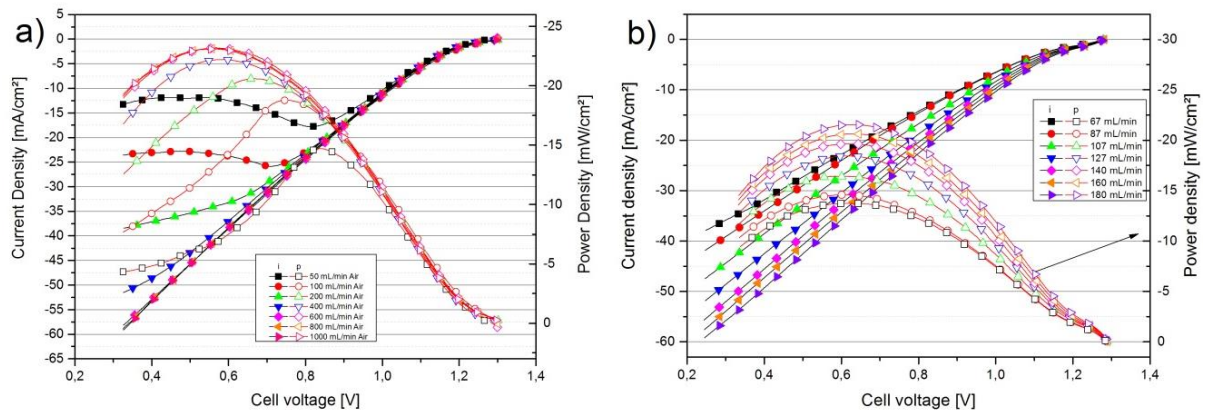 a)
Current Density [mA/cm²]
5
0
-5
-10
-15
-20
-25
-30
-35
-40
-45
-50
-55
-60
-65
0,2
0,4
0,6
0,8
1,0
1,2
1,4
Cell voltage [V]
-25
-20
-15
-10
-5
0
Power Density [mW/cm²]
i p
50 mL/min Air
100 mL/min Air
200 mL/min Air
400 mL/min Air
600 mL/min Air
800 mL/min Air
1000 mL/min Air
b)
Current density [mA/cm²]
0
-10
-20
-30
-40
-50
-60
0,2
0,4
0,6
0,8
1,0
1,2
1,4
Cell voltage [V]
-30
-25
-20
-15
-10
-5
0
Power density [mW/cm²]
i p
67 mL/min
87 mL/min
107 mL/min
127 mL/min
140 mL/min
160 mL/min
180 mL/min